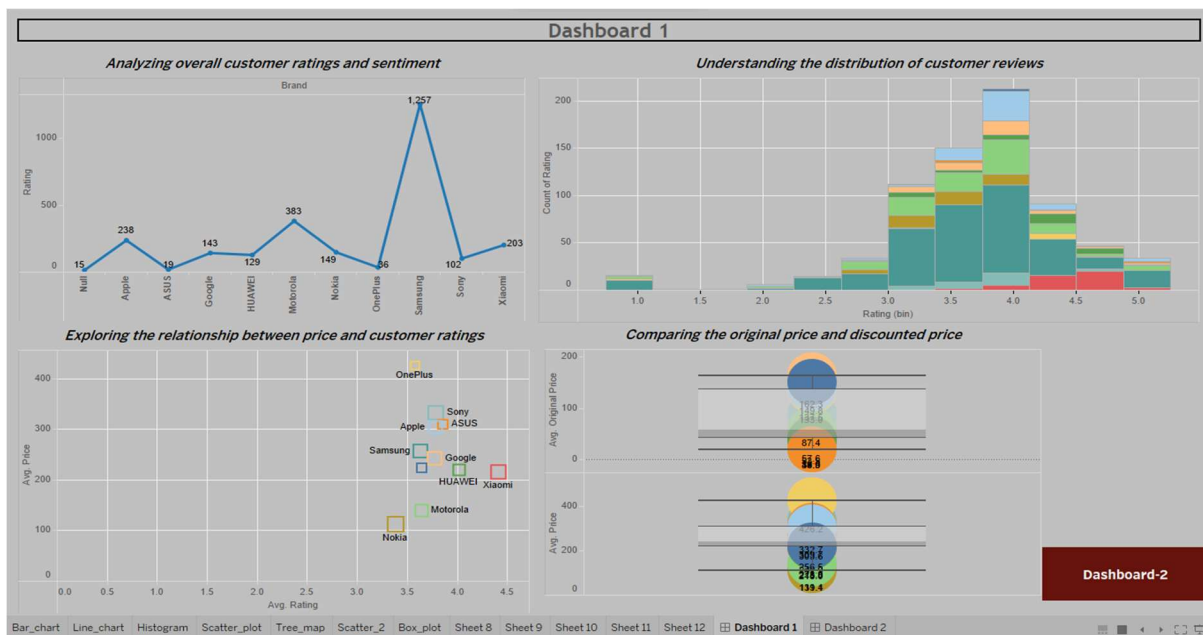 Dashboard 1
Analyzing overall customer ratings and sentiment
Brand
1,257
1000
500
0
Rating
15
238
19
143
129
383
149
36
102
203
Null
Apple
ASUS
Google
HUAWEI
Motorola
Nokia
OnePlus
Samsung
Sony
Xiaomi
Understanding the distribution of customer reviews
200
150
100
50
0
Count of Rating
1.0 1.5 2.0 2.5 3.0 3.5 4.0 4.5 5.0
Rating (bin)
Exploring the relationship between price and customer ratings
400
300
200
100
0
Avg. Price
OnePlus
Sony
ASUS
Apple
Samsung
Google
HUAWEI
Xiaomi
Motorola
Nokia
0.0 0.5 1.0 1.5 2.0 2.5 3.0 3.5 4.0 4.5
Avg. Rating
Comparing the original price and discounted price
200
100
0
Avg. Original Price
162.3
87.4
57.6
400
200
0
Avg. Price
332.7
256.6
Dashboard-2
Bar_chart Line_chart Histogram Scatter_plot Tree_map Scatter_2 Box_plot Sheet 8 Sheet 9 Sheet 10 Sheet 11 Sheet 12 Dashboard 1 Dashboard 2